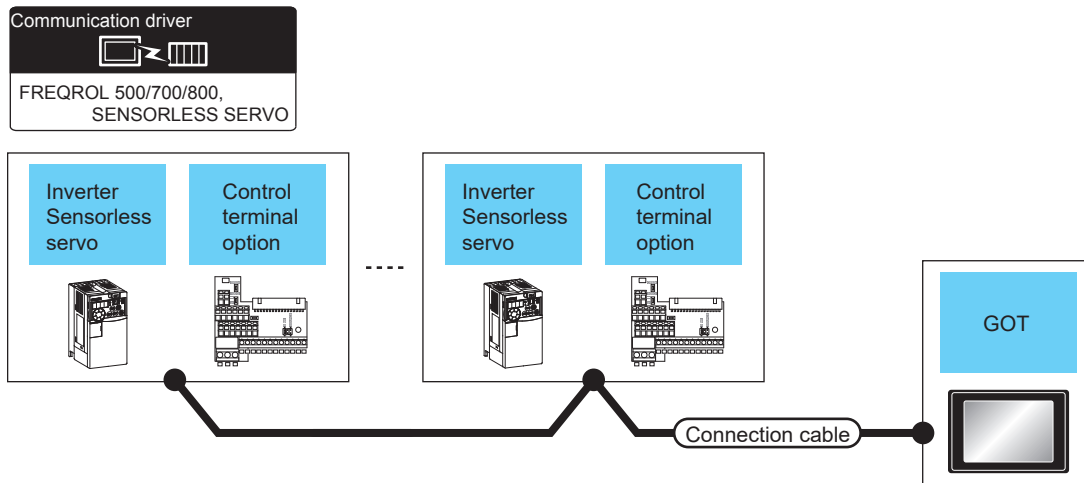 Communication driver
FREQROL 500/700/800,
SENSORLESS SERVO
Inverter
Sensorless
servo
Control
terminal
option
Inverter
Sensorless
servo
Control
terminal
option
GOT
Connection cable